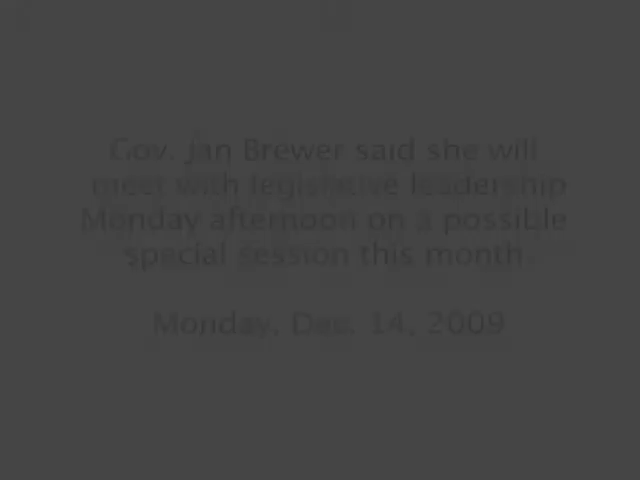 Gov. Jan Brewer said she will
meet with legislative leadership
Monday afternoon on a possible
special session this month.
Monday, Dec. 14, 2009